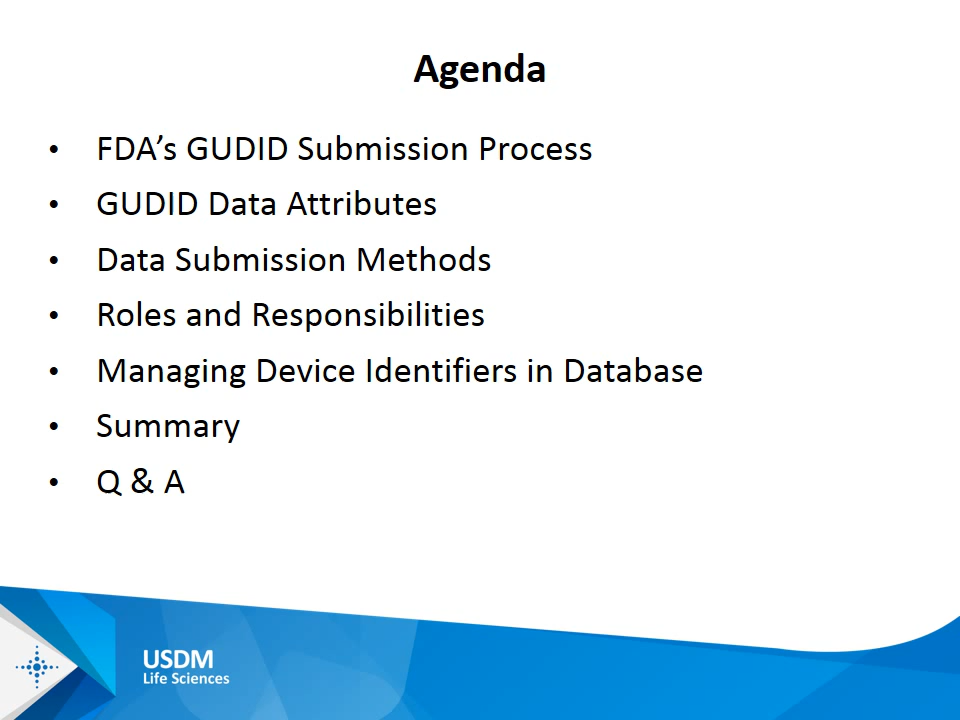 Agenda
• FDA’s GUDID Submission Process
• GUDID Data Attributes
• Data Submission Methods
• Roles and Responsibilities
• Managing Device Identifiers in Database
• Summary
• Q & A
USDM
Life Sciences